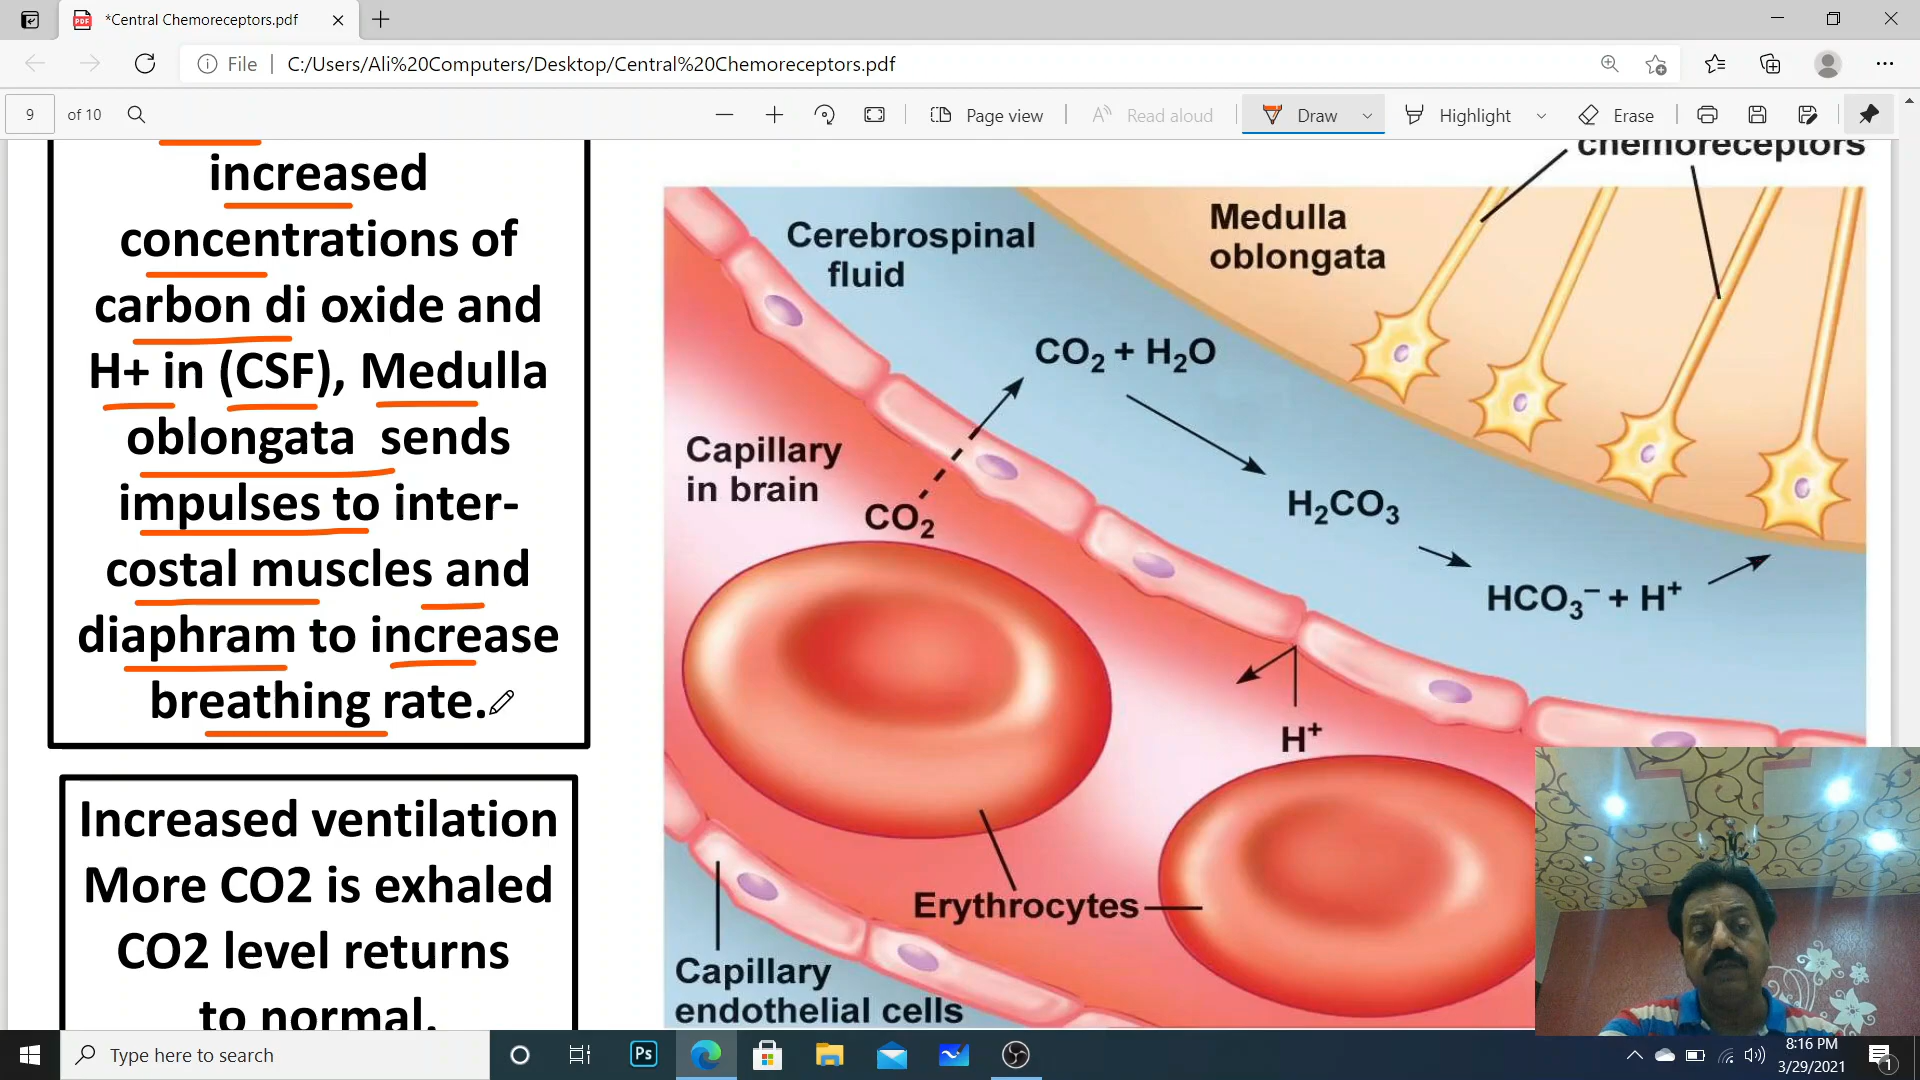 *Central Chemoreceptors.pdf
File
C:/Users/Ali%20Computers/Desktop/Central%20Chemoreceptors.pdf
9 of 10
Page view
Read aloud
Draw
Highlight
Erase
increased
concentrations of
carbon di oxide and
H+ in (CSF), Medulla
oblongata sends
impulses to inter-
costal muscles and
diaphram to increase
breathing rate.
Increased ventilation
More CO2 is exhaled
CO2 level returns
to normal.
chemoreceptors
Medulla
oblongata
Cerebrospinal
fluid
CO₂ + H₂O
Capillary
in brain
CO₂
H₂CO₃
HCO₃⁻ + H⁺
H⁺
Erythrocytes
Capillary
endothelial cells
Type here to search
Ps
8:16 PM
3/29/2021
1